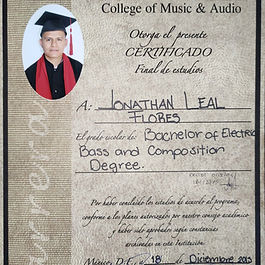 College of Music & Audio
Otorga el presente
CERTIFICADO
Final de estudios
A: JONATHAN LEAL
FLORES
El grado escolar de: Bachelor of Electric
Bass and Composition
Degree.
Por haber concluido los estudios de acuerdo al programa,
conforme a los planes autorizados por nuestro consejo académico
y haber sido aprobados según constancias
archivadas en esta Institución.
México, D.F., a 18 de Diciembre 2013